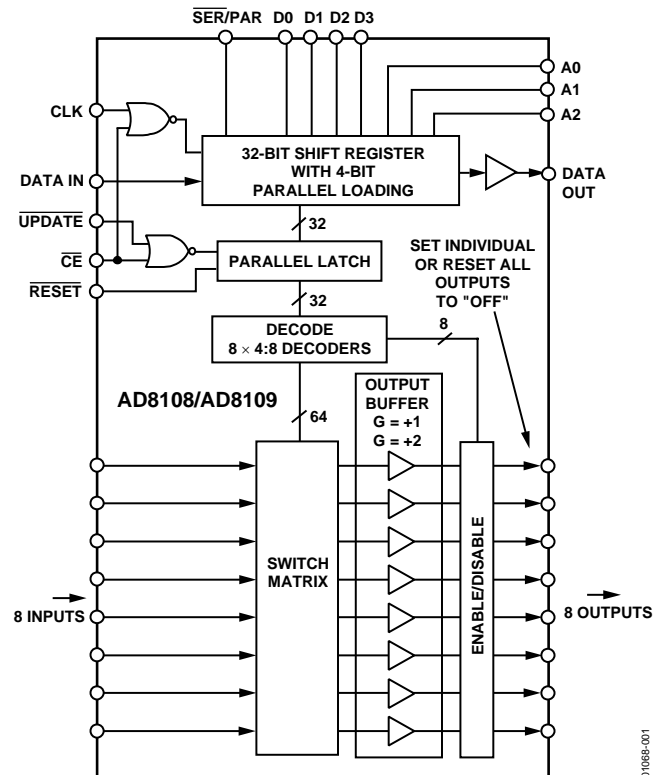 SER/PAR D0 D1 D2 D3
A0
A1
A2
CLK
32-BIT SHIFT REGISTER
WITH 4-BIT
PARALLEL LOADING
DATA IN
DATA
OUT
UPDATE
32
CE
PARALLEL LATCH
RESET
SET INDIVIDUAL
OR RESET ALL
OUTPUTS
TO "OFF"
32
DECODE
8 × 4:8 DECODERS
8
AD8108/AD8109
64
OUTPUT
BUFFER
G = +1
G = +2
SWITCH
MATRIX
ENABLE/DISABLE
8 INPUTS
8 OUTPUTS
01068-001